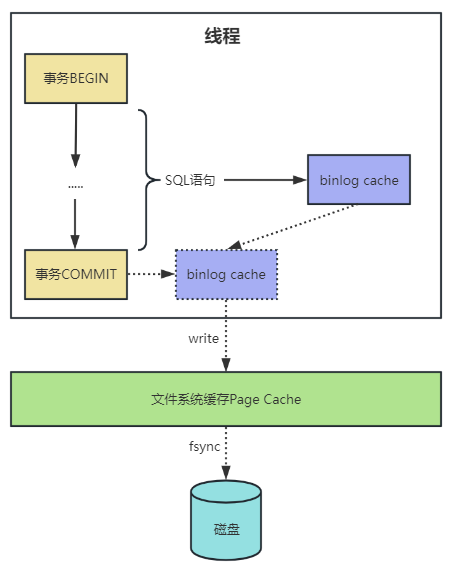 线程
事务BEGIN
.....
SQL语句
binlog cache
事务COMMIT
binlog cache
write
文件系统缓存Page Cache
fsync
磁盘